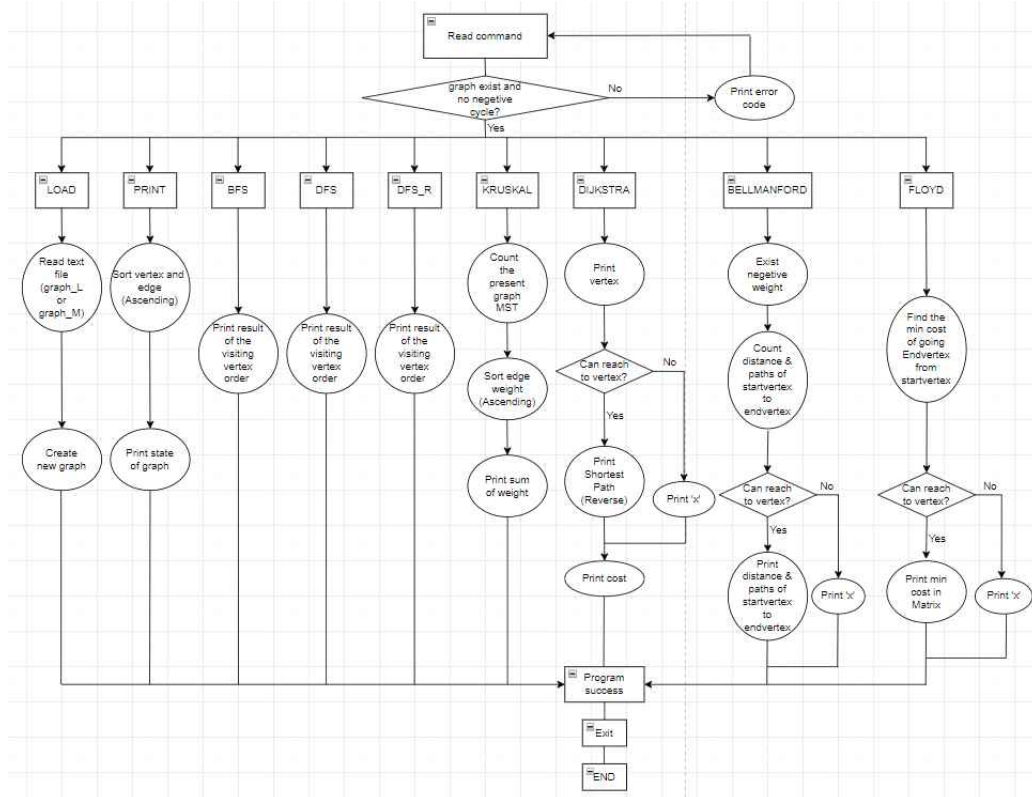 Read command
graph exist and
no negetive
cycle?
No
Print error
code
Yes
LOAD
PRINT
BFS
DFS
DFS_R
KRUSKAL
DIJKSTRA
BELLMANFORD
FLOYD
Read text
file
(graph_L
or
graph_M)
Sort vertex and
edge
(Ascending)
Print result
of the
visiting
vertex
order
Print result
of the
visiting
vertex
order
Print result
of the
visiting
vertex
order
Count
the
present
graph
MST
Print
vertex
Exist
negetive
weight
Find the
min cost
of going
Endvertex
from
startvertex
Can reach
to vertex?
No
Yes
Count
distance &
paths of
startvertex
to
endvertex
Sort edge
weight
(Ascending)
Create
new graph
Print state
of graph
Print sum
of weight
Print
Shortest
Path
(Reverse)
Print 'x'
Can reach
to vertex?
No
Yes
Can reach
to vertex?
No
Yes
Print cost
Print
distance &
paths of
startvertex
to
endvertex
Print 'x'
Print min
cost in
Matrix
Print 'x'
Program
success
Exit
END